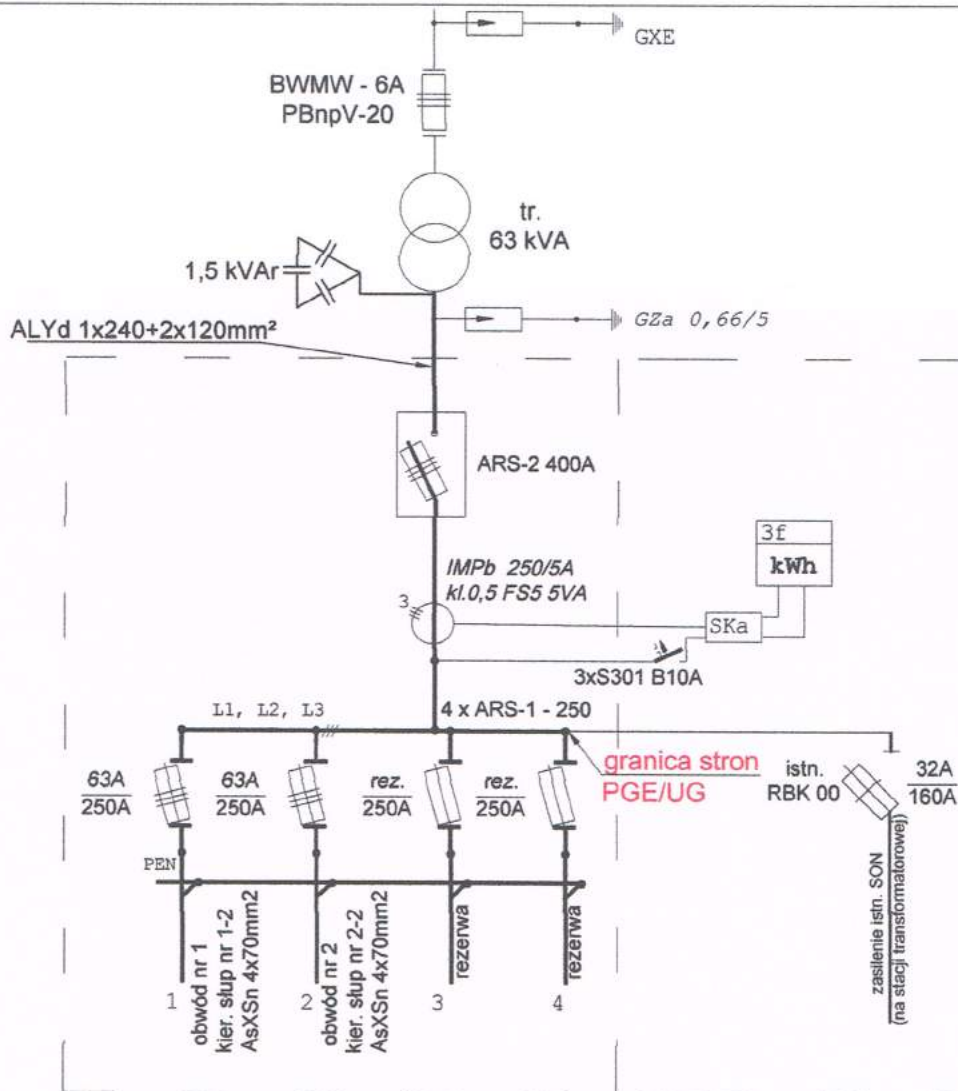 GXE
BWMW - 6A
PBnpV-20
tr.
63 kVA
1,5 kVAr
GZa 0,66/5
ALYd 1x240+2x120mm²
ARS-2 400A
IMPb 250/5A
kl.0,5 FS5 5VA
3
3f
kWh
SKa
3xS301 B10A
L1, L2, L3
4 x ARS-1 - 250
granica stron
PGE/UG
istn.
RBK 00
32A
160A
63A
250A
63A
250A
rez.
250A
rez.
250A
PEN
obwód nr 1
kier. słup nr 1-2
AsXSn 4x70mm2
obwód nr 2
kier. słup nr 2-2
AsXSn 4x70mm2
rezerwa
rezerwa
zasilenie istn. SON
(na stacji transformatorowej)
1
2
3
4